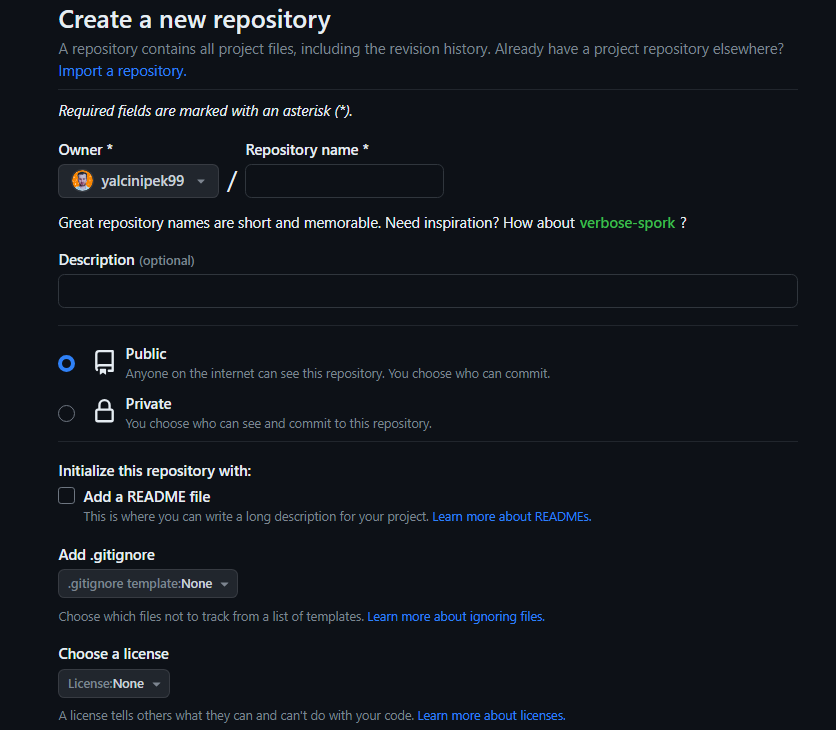 Create a new repository
A repository contains all project files, including the revision history. Already have a project repository elsewhere?
Import a repository.
Required fields are marked with an asterisk (*).
Owner * Repository name *
yalcinipek99 /
Great repository names are short and memorable. Need inspiration? How about verbose-spork ?
Description (optional)
Public
Anyone on the internet can see this repository. You choose who can commit.
Private
You choose who can see and commit to this repository.
Initialize this repository with:
Add a README file
This is where you can write a long description for your project. Learn more about READMEs.
Add .gitignore
.gitignore template:None
Choose which files not to track from a list of templates. Learn more about ignoring files.
Choose a license
License:None
A license tells others what they can and can't do with your code. Learn more about licenses.